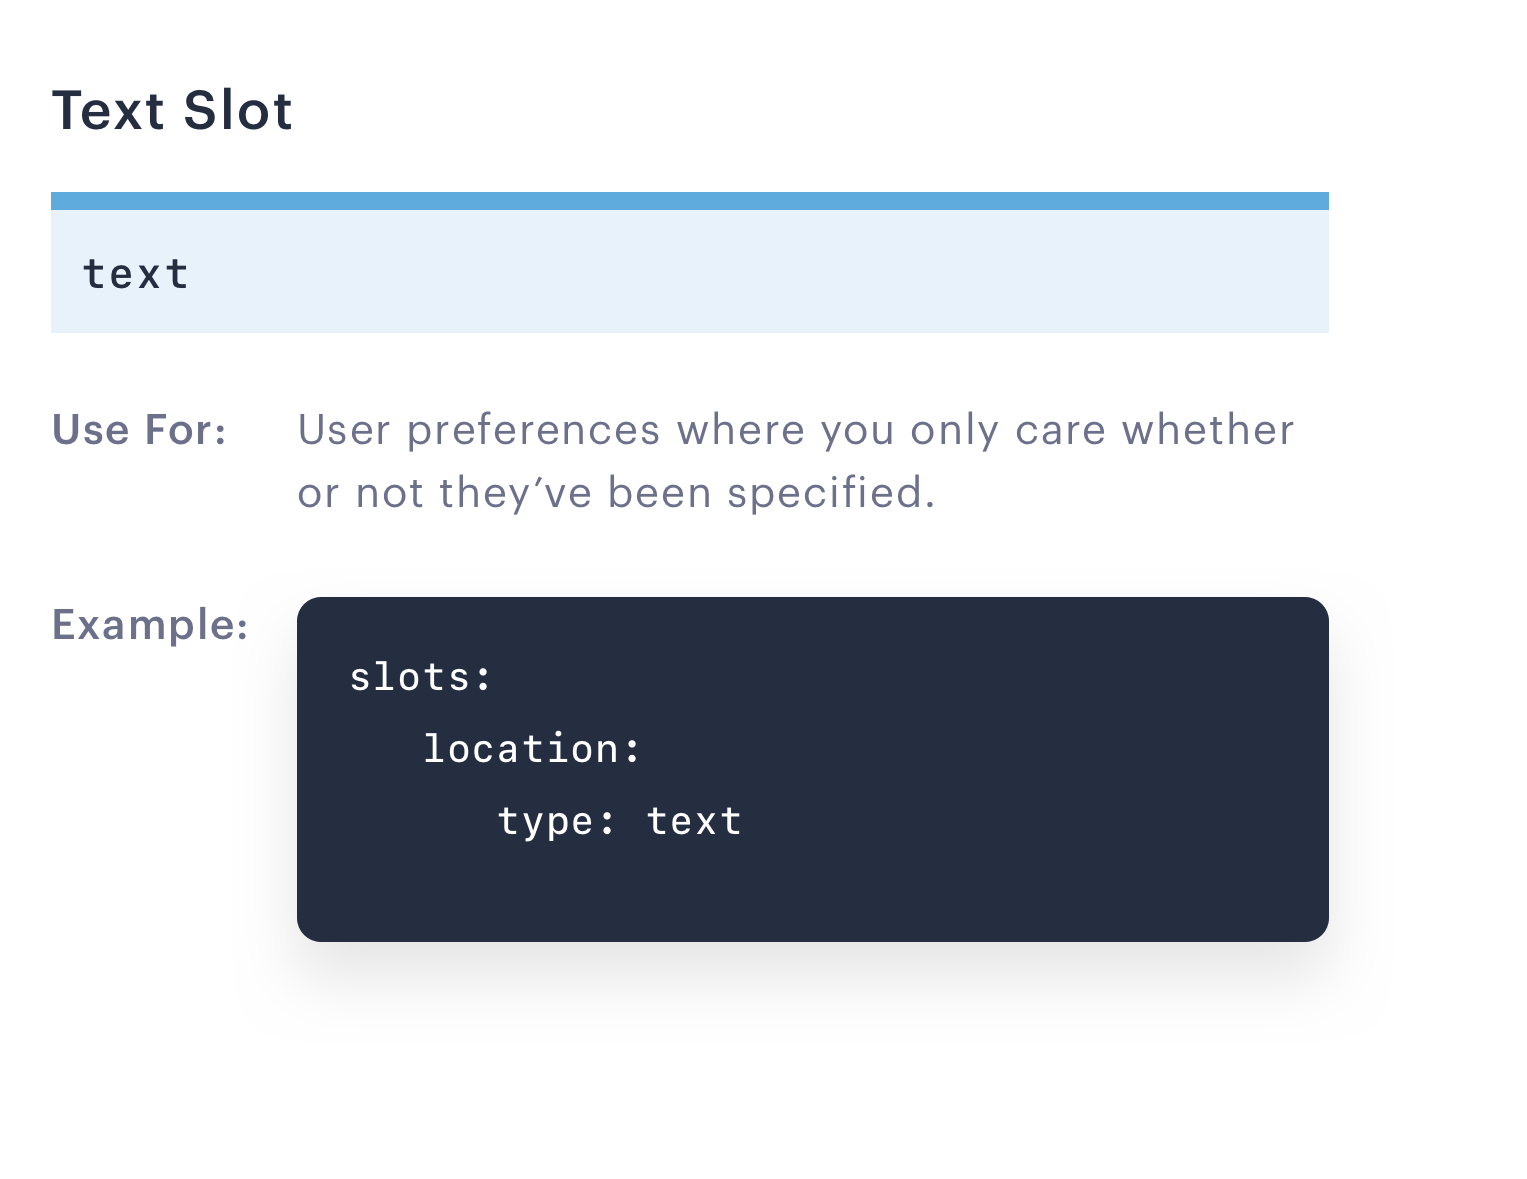 Text Slot
text
Use For:
User preferences where you only care whether
or not they’ve been specified.
Example:
slots:
location:
type: text